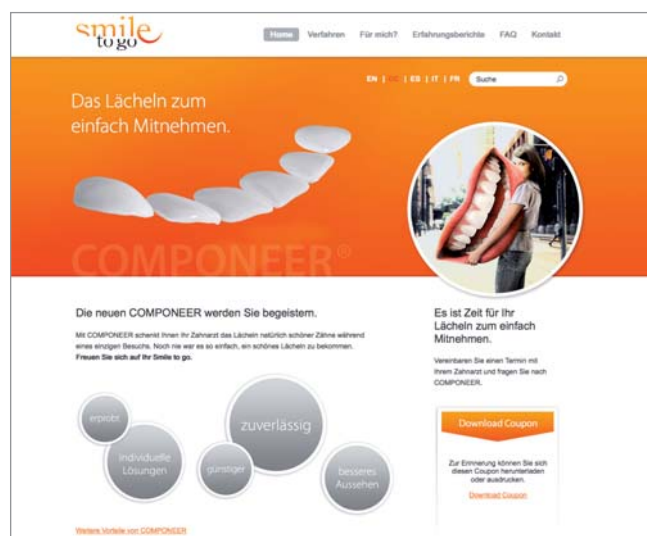 smile
to go
Home Verfahren Für mich? Erfahrungsberichte FAQ Kontakt
EN | | ES | IT | FR Suche
Das Lächeln zum
einfach Mitnehmen.
COMPONEER®
Die neuen COMPONEER werden Sie begeistern.
Mit COMPONEER schenkt Ihnen Ihr Zahnarzt das Lächeln natürlich schöner Zähne während
eines einzigen Besuchs. Noch nie war es so einfach, ein schönes Lächeln zu bekommen.
Freuen Sie sich auf Ihr Smile to go.
erprobt
individuelle
Lösungen
günstiger
zuverlässig
besseres
Aussehen
Weitere Vorteile von COMPONEER
Es ist Zeit für Ihr
Lächeln zum einfach
Mitnehmen.
Vereinbaren Sie einen Termin mit
Ihrem Zahnarzt und fragen Sie nach
COMPONEER.
Download Coupon
Zur Erinnerung können Sie sich
diesen Coupon herunterladen
oder ausdrucken.
Download Coupon